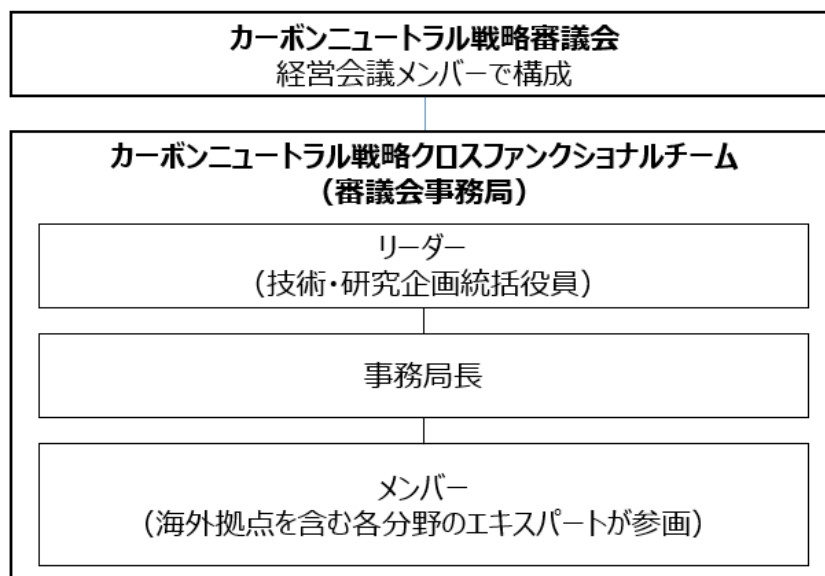 カーボンニュートラル戦略審議会
経営会議メンバーで構成
カーボンニュートラル戦略クロスファンクショナルチーム
（審議会事務局）
リーダー
（技術・研究企画統括役員）
事務局長
メンバー
（海外拠点を含む各分野のエキスパートが参画）